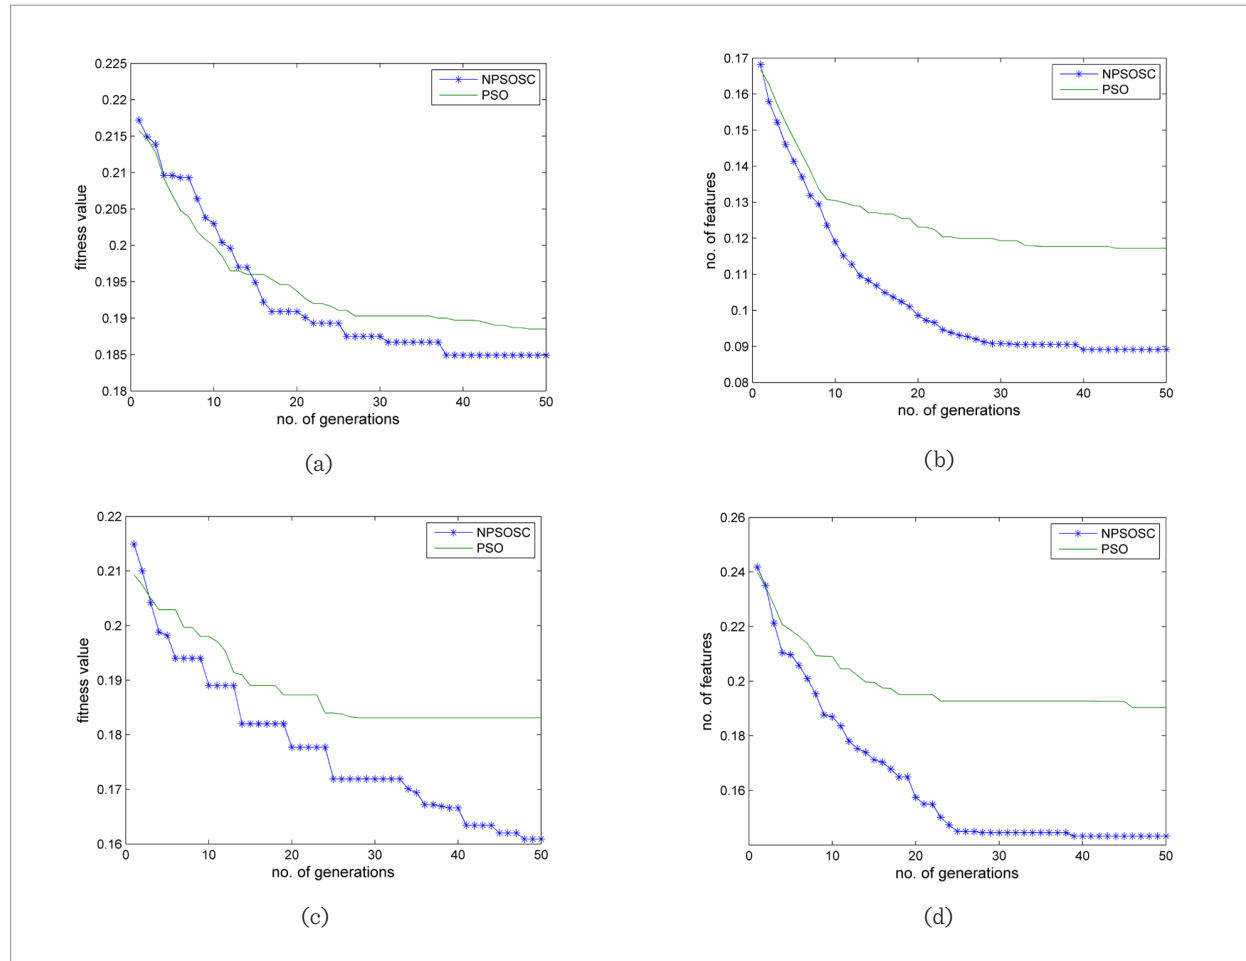 0.225
0.22
0.215
0.21
0.205
0.2
0.195
0.19
0.185
0.18
0 10 20 30 40 50
fitness value
no. of generations
NPSOSC
PSO
(a)
0.17
0.16
0.15
0.14
0.13
0.12
0.11
0.1
0.09
0.08
0 10 20 30 40 50
no. of features
no. of generations
NPSOSC
PSO
(b)
0.22
0.21
0.2
0.19
0.18
0.17
0.16
0 10 20 30 40 50
fitness value
no. of generations
NPSOSC
PSO
(c)
0.26
0.24
0.22
0.2
0.18
0.16
0 10 20 30 40 50
no. of features
no. of generations
NPSOSC
PSO
(d)